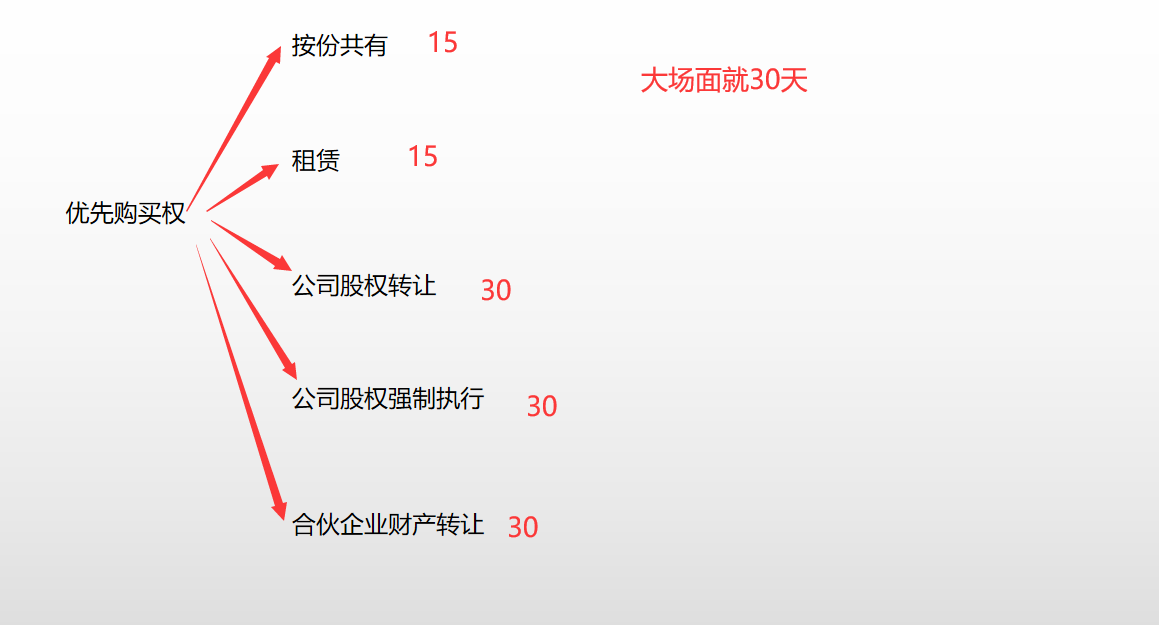 按份共有 15
大场面就30天
租赁 15
优先购买权
公司股权转让 30
公司股权强制执行 30
合伙企业财产转让 30